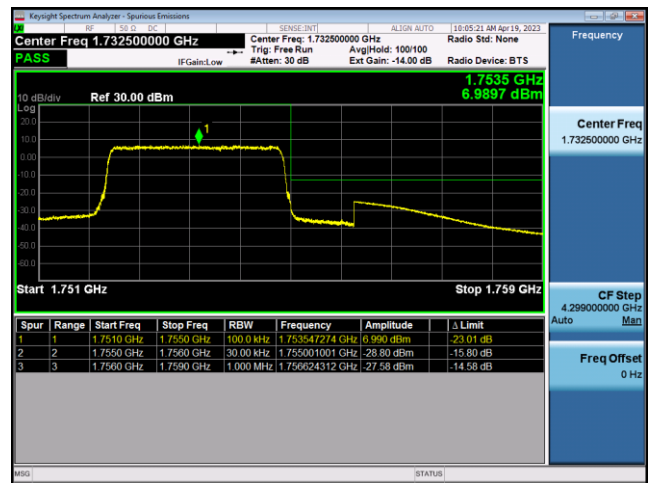 Keysight Spectrum Analyzer - Spurious Emissions
RF 50 Ω DC SENSE:INT ALIGN AUTO 10:05:21 AM Apr 19, 2023
Center Freq 1.732500000 GHz
PASS
IFGain:Low
Center Freq: 1.732500000 GHz
Trig: Free Run Avg|Hold: 100/100
#Atten: 30 dB Ext Gain: -14.00 dB
Radio Std: None
Radio Device: BTS
1.7535 GHz
6.9897 dBm
10 dB/div Ref 30.00 dBm
Log
20.0
10.0
0.00
-10.0
-20.0
-30.0
-40.0
-50.0
-60.0
1
Start 1.751 GHz Stop 1.759 GHz
Spur Range Start Freq Stop Freq RBW Frequency Amplitude Δ Limit
1 1 1.7510 GHz 1.7550 GHz 100.0 kHz 1.753547274 GHz 6.990 dBm -23.01 dB
2 2 1.7550 GHz 1.7560 GHz 30.00 kHz 1.755001001 GHz -28.80 dBm -15.80 dB
3 3 1.7560 GHz 1.7590 GHz 1.000 MHz 1.756624312 GHz -27.58 dBm -14.58 dB
MSG STATUS
Frequency
Center Freq
1.732500000 GHz
CF Step
4.299000000 GHz
Auto Man
Freq Offset
0 Hz